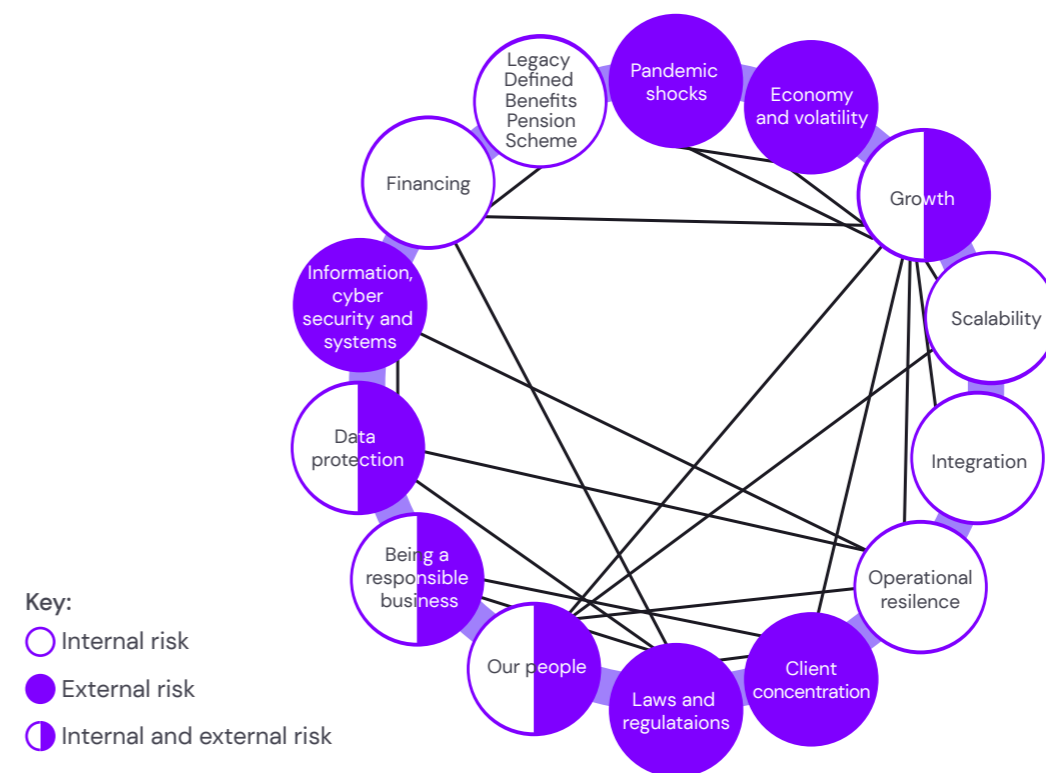 Legacy
Defined
Benefits
Pension
Scheme
Pandemic
shocks
Economy
and volatility
Growth
Scalability
Integration
Operational
resilence
Client
concentration
Laws and
regulataions
Our people
Being a
responsible
business
Data
protection
Information,
cyber
security and
systems
Financing
Key:
Internal risk
External risk
Internal and external risk